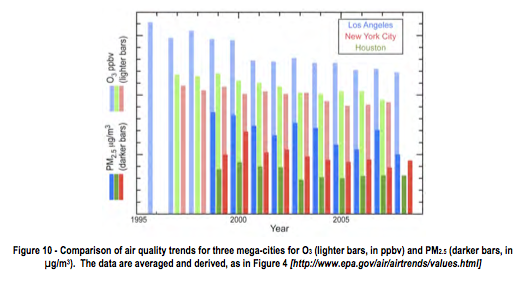 Los Angeles
New York City
Houston
O3 ppbv
(lighter bars)
PM2.5 µg/m3
(darker bars)
1995
2000
2005
Year
Figure 10 - Comparison of air quality trends for three mega-cities for O3 (lighter bars, in ppbv) and PM2.5 (darker bars, in
µg/m3). The data are averaged and derived, as in Figure 4 [http://www.epa.gov/air/airtrends/values.html]